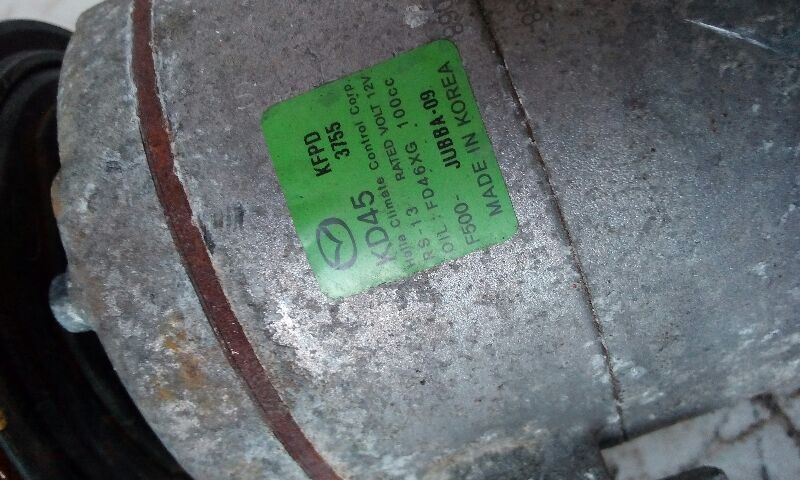 KFPD
3755
KD45
Halla Climate Control Corp.
RS-13 RATED VOLT 12V
OIL : FD46XG 100cc
F500- JUBBA-09
MADE IN KOREA